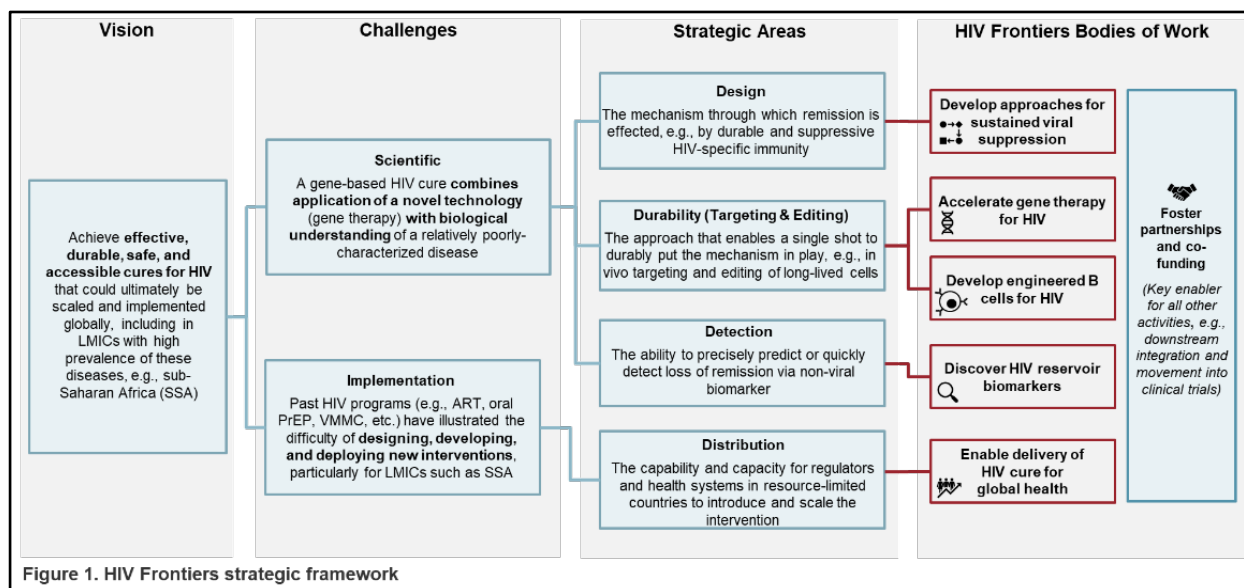 Vision
Challenges
Strategic Areas
HIV Frontiers Bodies of Work
Achieve effective,
durable, safe, and
accessible cures for HIV
that could ultimately be
scaled and implemented
globally, including in
LMICs with high
prevalence of these
diseases, e.g., sub-
Saharan Africa (SSA)
Scientific
A gene-based HIV cure combines
application of a novel technology
(gene therapy) with biological
understanding of a relatively poorly-
characterized disease
Implementation
Past HIV programs (e.g., ART, oral
PrEP, VMMC, etc.) have illustrated the
difficulty of designing, developing,
and deploying new interventions,
particularly for LMICs such as SSA
Design
The mechanism through which remission is
effected, e.g., by durable and suppressive
HIV-specific immunity
Durability (Targeting & Editing)
The approach that enables a single shot to
durably put the mechanism in play, e.g., in
vivo targeting and editing of long-lived cells
Detection
The ability to precisely predict or quickly
detect loss of remission via non-viral
biomarker
Distribution
The capability and capacity for regulators
and health systems in resource-limited
countries to introduce and scale the
intervention
Develop approaches for
sustained viral
suppression
Accelerate gene therapy
for HIV
Develop engineered B
cells for HIV
Discover HIV reservoir
biomarkers
Enable delivery of
HIV cure for
global health
Foster
partnerships
and co-
funding
(Key enabler
for all other
activities, e.g.,
downstream
integration and
movement into
clinical trials)
Figure 1. HIV Frontiers strategic framework